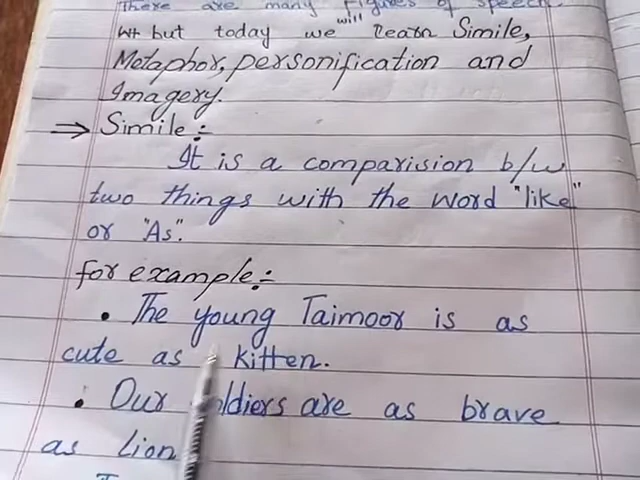 There are many Figures of speech
but today we will learn Simile,
Metaphor, personification and
Imagery.
⇒ Simile:-
It is a comparision b/w
two things with the word "like"
or "As".
for example:-
• The young Taimoor is as
cute as kitten.
• Our soldiers are as brave
as Lion